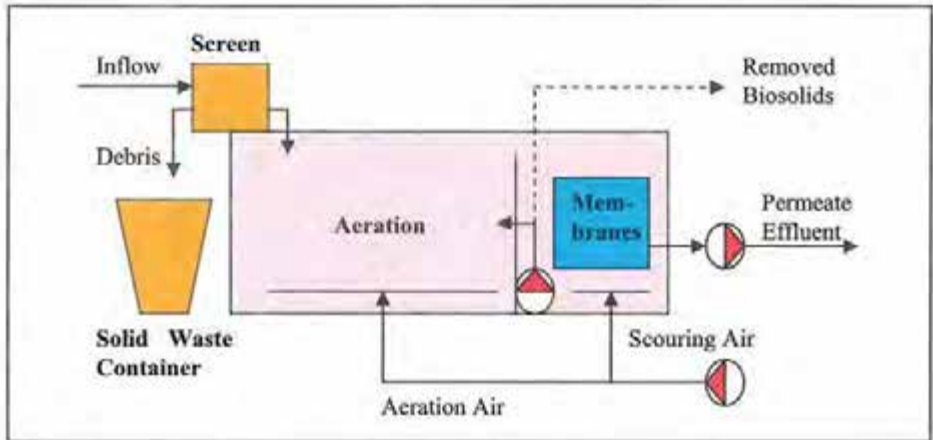 Screen
Inflow
Removed
Biosolids
Debris
Aeration
Mem-
branes
Permeate
Effluent
Solid Waste
Container
Scouring Air
Aeration Air